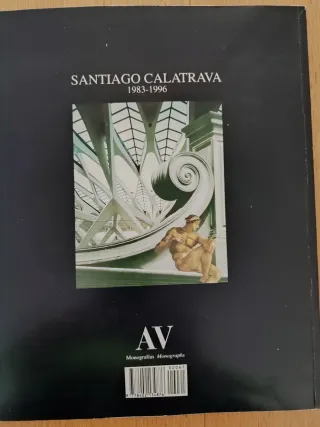 SANTIAGO CALATRAVA
1983-1996
AV
Monografías Monographs